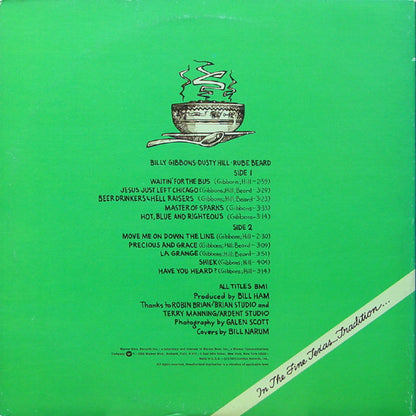 BILLY GIBBONS·DUSTY HILL·RUBE BEARD
SIDE 1
WAITIN' FOR THE BUS (Gibbons, Hill-2:59)
JESUS JUST LEFT CHICAGO (Gibbons, Hill, Beard-3:29)
BEER DRINKERS & HELL RAISERS (Gibbons, Hill, Beard-3:23)
MASTER OF SPARKS (Gibbons-3:33)
HOT, BLUE AND RIGHTEOUS (Gibbons-3:14)
SIDE 2
MOVE ME ON DOWN THE LINE (Gibbons, Hill-2:30)
PRECIOUS AND GRACE (Gibbons, Hill, Beard-3:09)
LA GRANGE (Gibbons, Hill, Beard-3:51)
SHIEK (Gibbons, Hill-4:04)
HAVE YOU HEARD? (Gibbons, Hill-3:14)
ALL TITLES BMI
Produced by BILL HAM
Thanks to ROBIN BRIAN/BRIAN STUDIO and
TERRY MANNING/ARDENT STUDIO
Photography by GALEN SCOTT
Covers by BILL NARUM
In The Fine Texas Tradition...